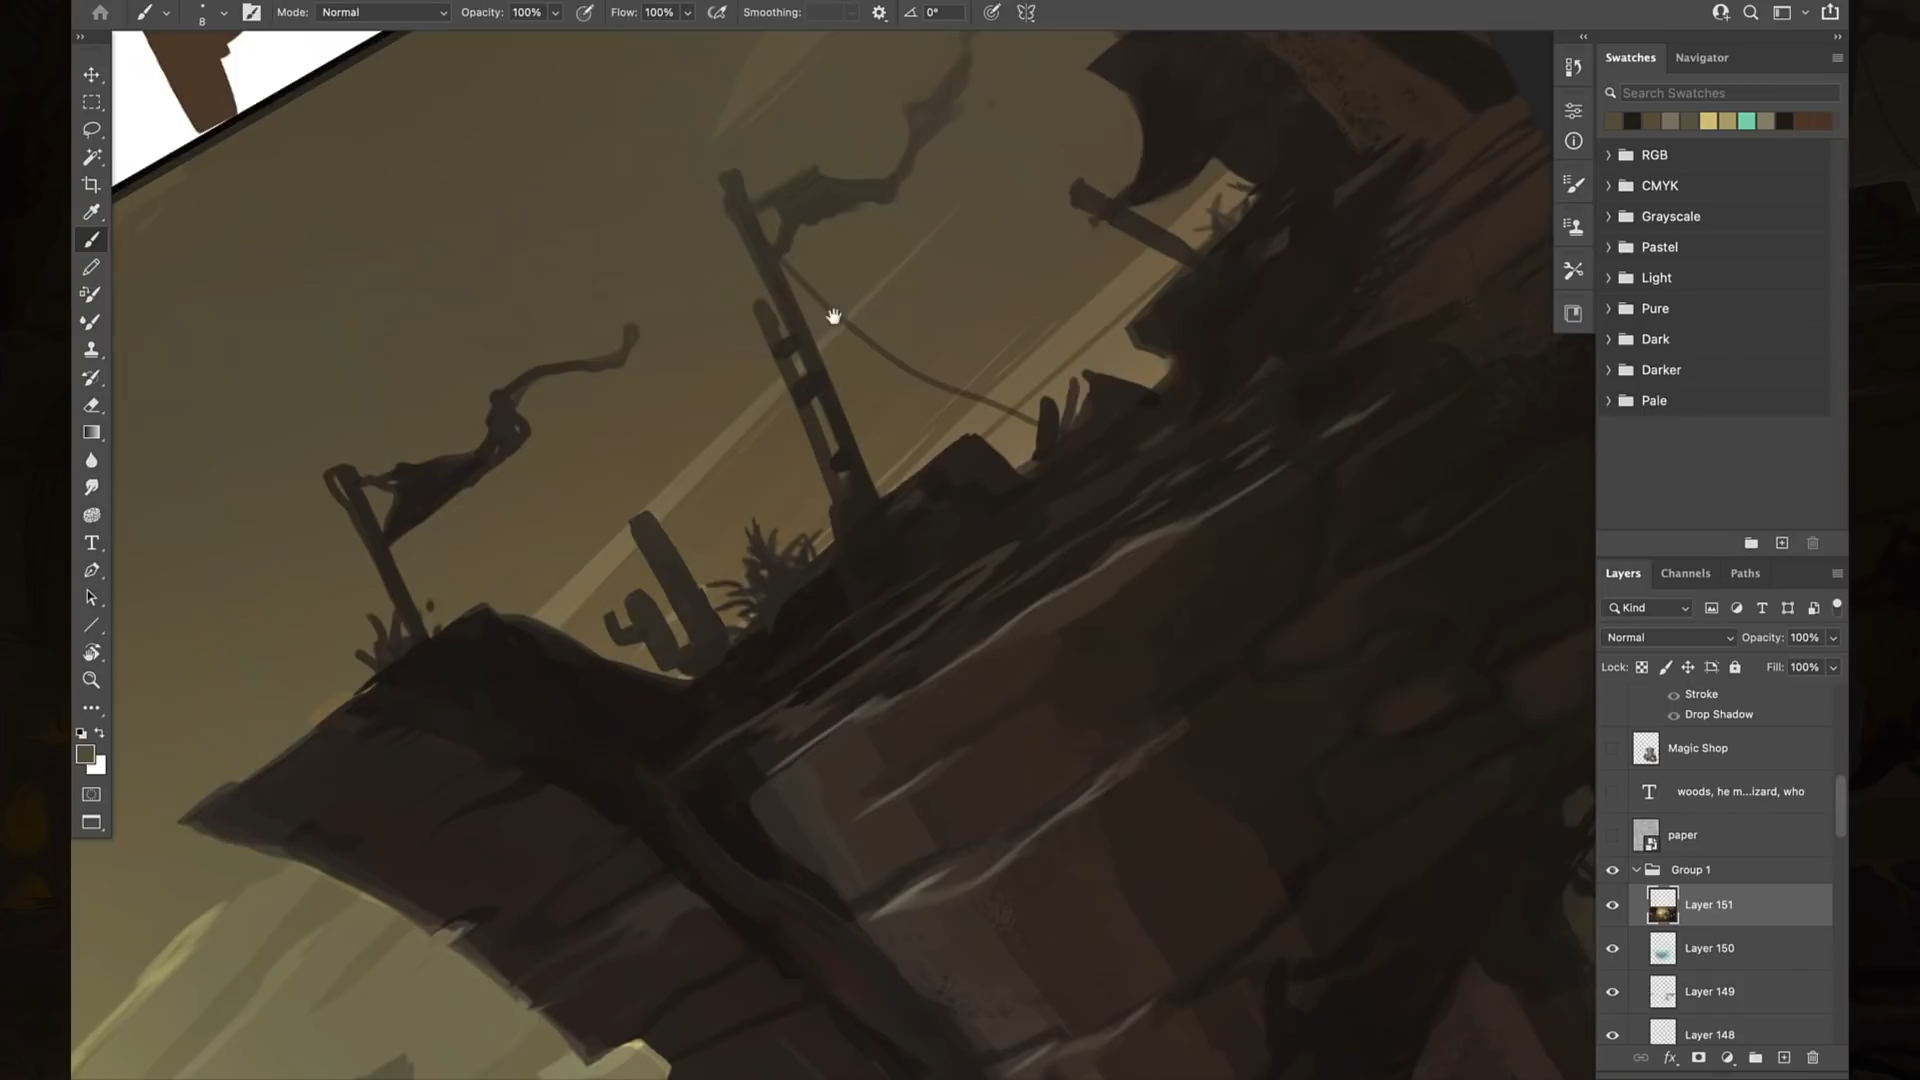 8
Mode:
Normal
Opacity:
100%
Flow:
100%
Smoothing:
0°
Swatches
Navigator
Search Swatches
RGB
CMYK
Grayscale
Pastel
Light
Pure
Dark
Darker
Pale
Layers
Channels
Paths
Kind
Normal
Opacity:
100%
Lock:
Fill:
100%
Stroke
Drop Shadow
Magic Shop
woods, he m...izard, who
paper
Group 1
Layer 151
Layer 150
Layer 149
Layer 148